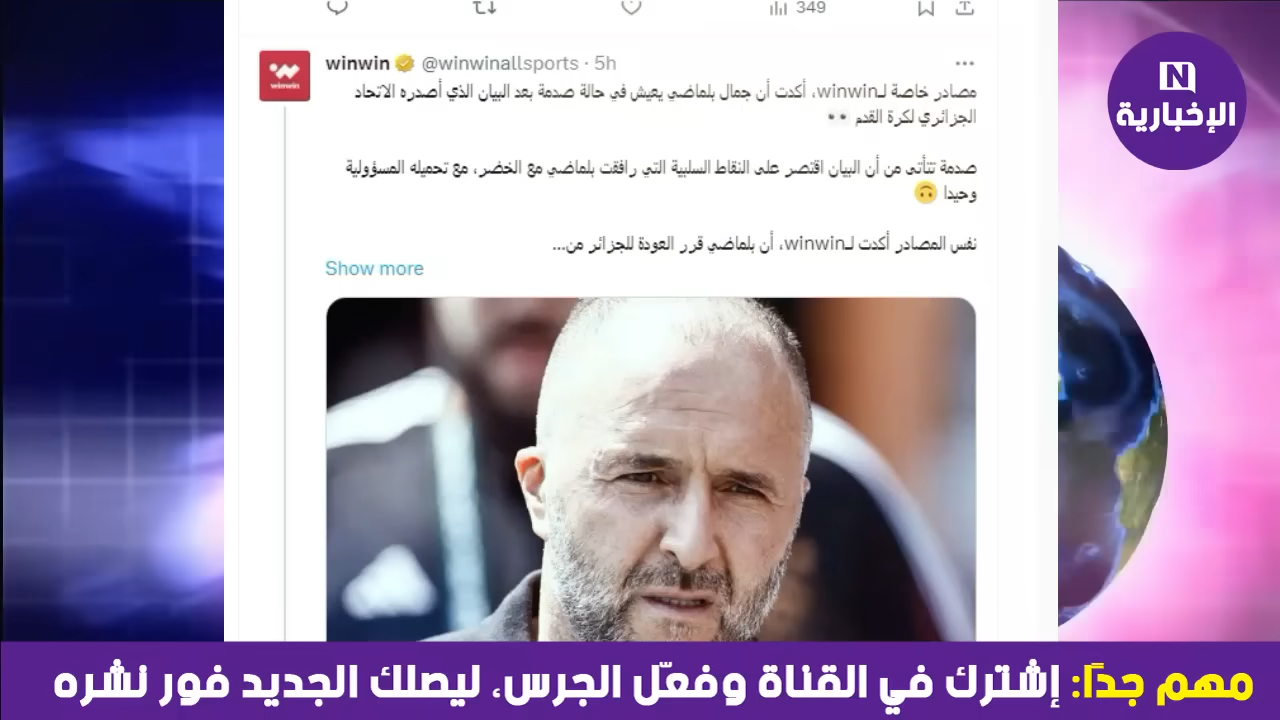 349
winwin @winwinallsports · 5h
winwin
مصادر خاصة لـwinwin، أكدت أن جمال بلماضي يعيش في حالة صدمة بعد البيان الذي أصدره الاتحاد
الجزائري لكرة القدم 👀
صدمة تتأتى من أن البيان اقتصر على النقاط السلبية التي رافقت بلماضي مع الخضر، مع تحميله المسؤولية
وحيدا 🙃
نفس المصادر أكدت لـwinwin، أن بلماضي قرر العودة للجزائر من...
Show more
N
الإخبارية
مهم جدًا: إشترك في القناة وفعّل الجرس، ليصلك الجديد فور نشره